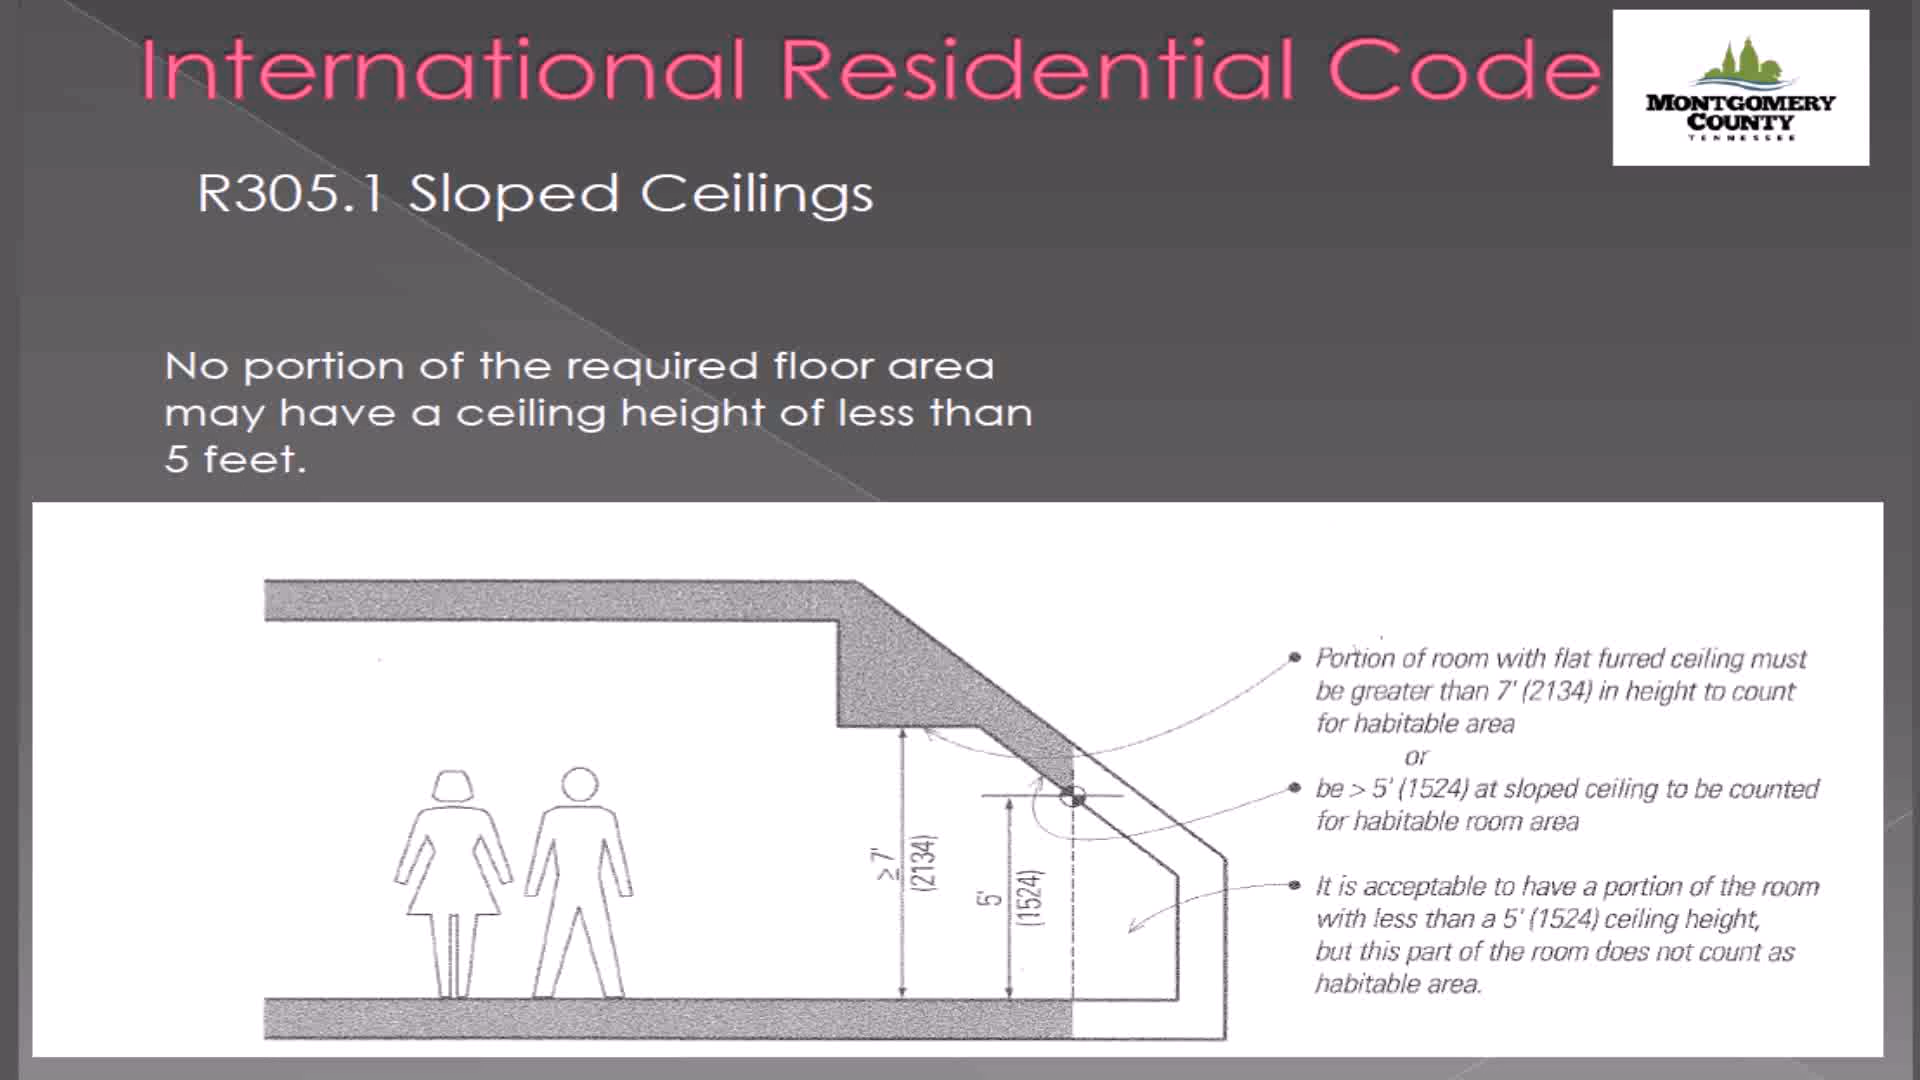 International Residential Code
MONTGOMERY
COUNTY
TENNESSEE
R305.1 Sloped Ceilings
No portion of the required floor area
may have a ceiling height of less than
5 feet.
Portion of room with flat furred ceiling must
be greater than 7' (2134) in height to count
for habitable area
or
be > 5' (1524) at sloped ceiling to be counted
for habitable room area
It is acceptable to have a portion of the room
with less than a 5' (1524) ceiling height,
but this part of the room does not count as
habitable area.
≥7'
(2134)
5'
(1524)